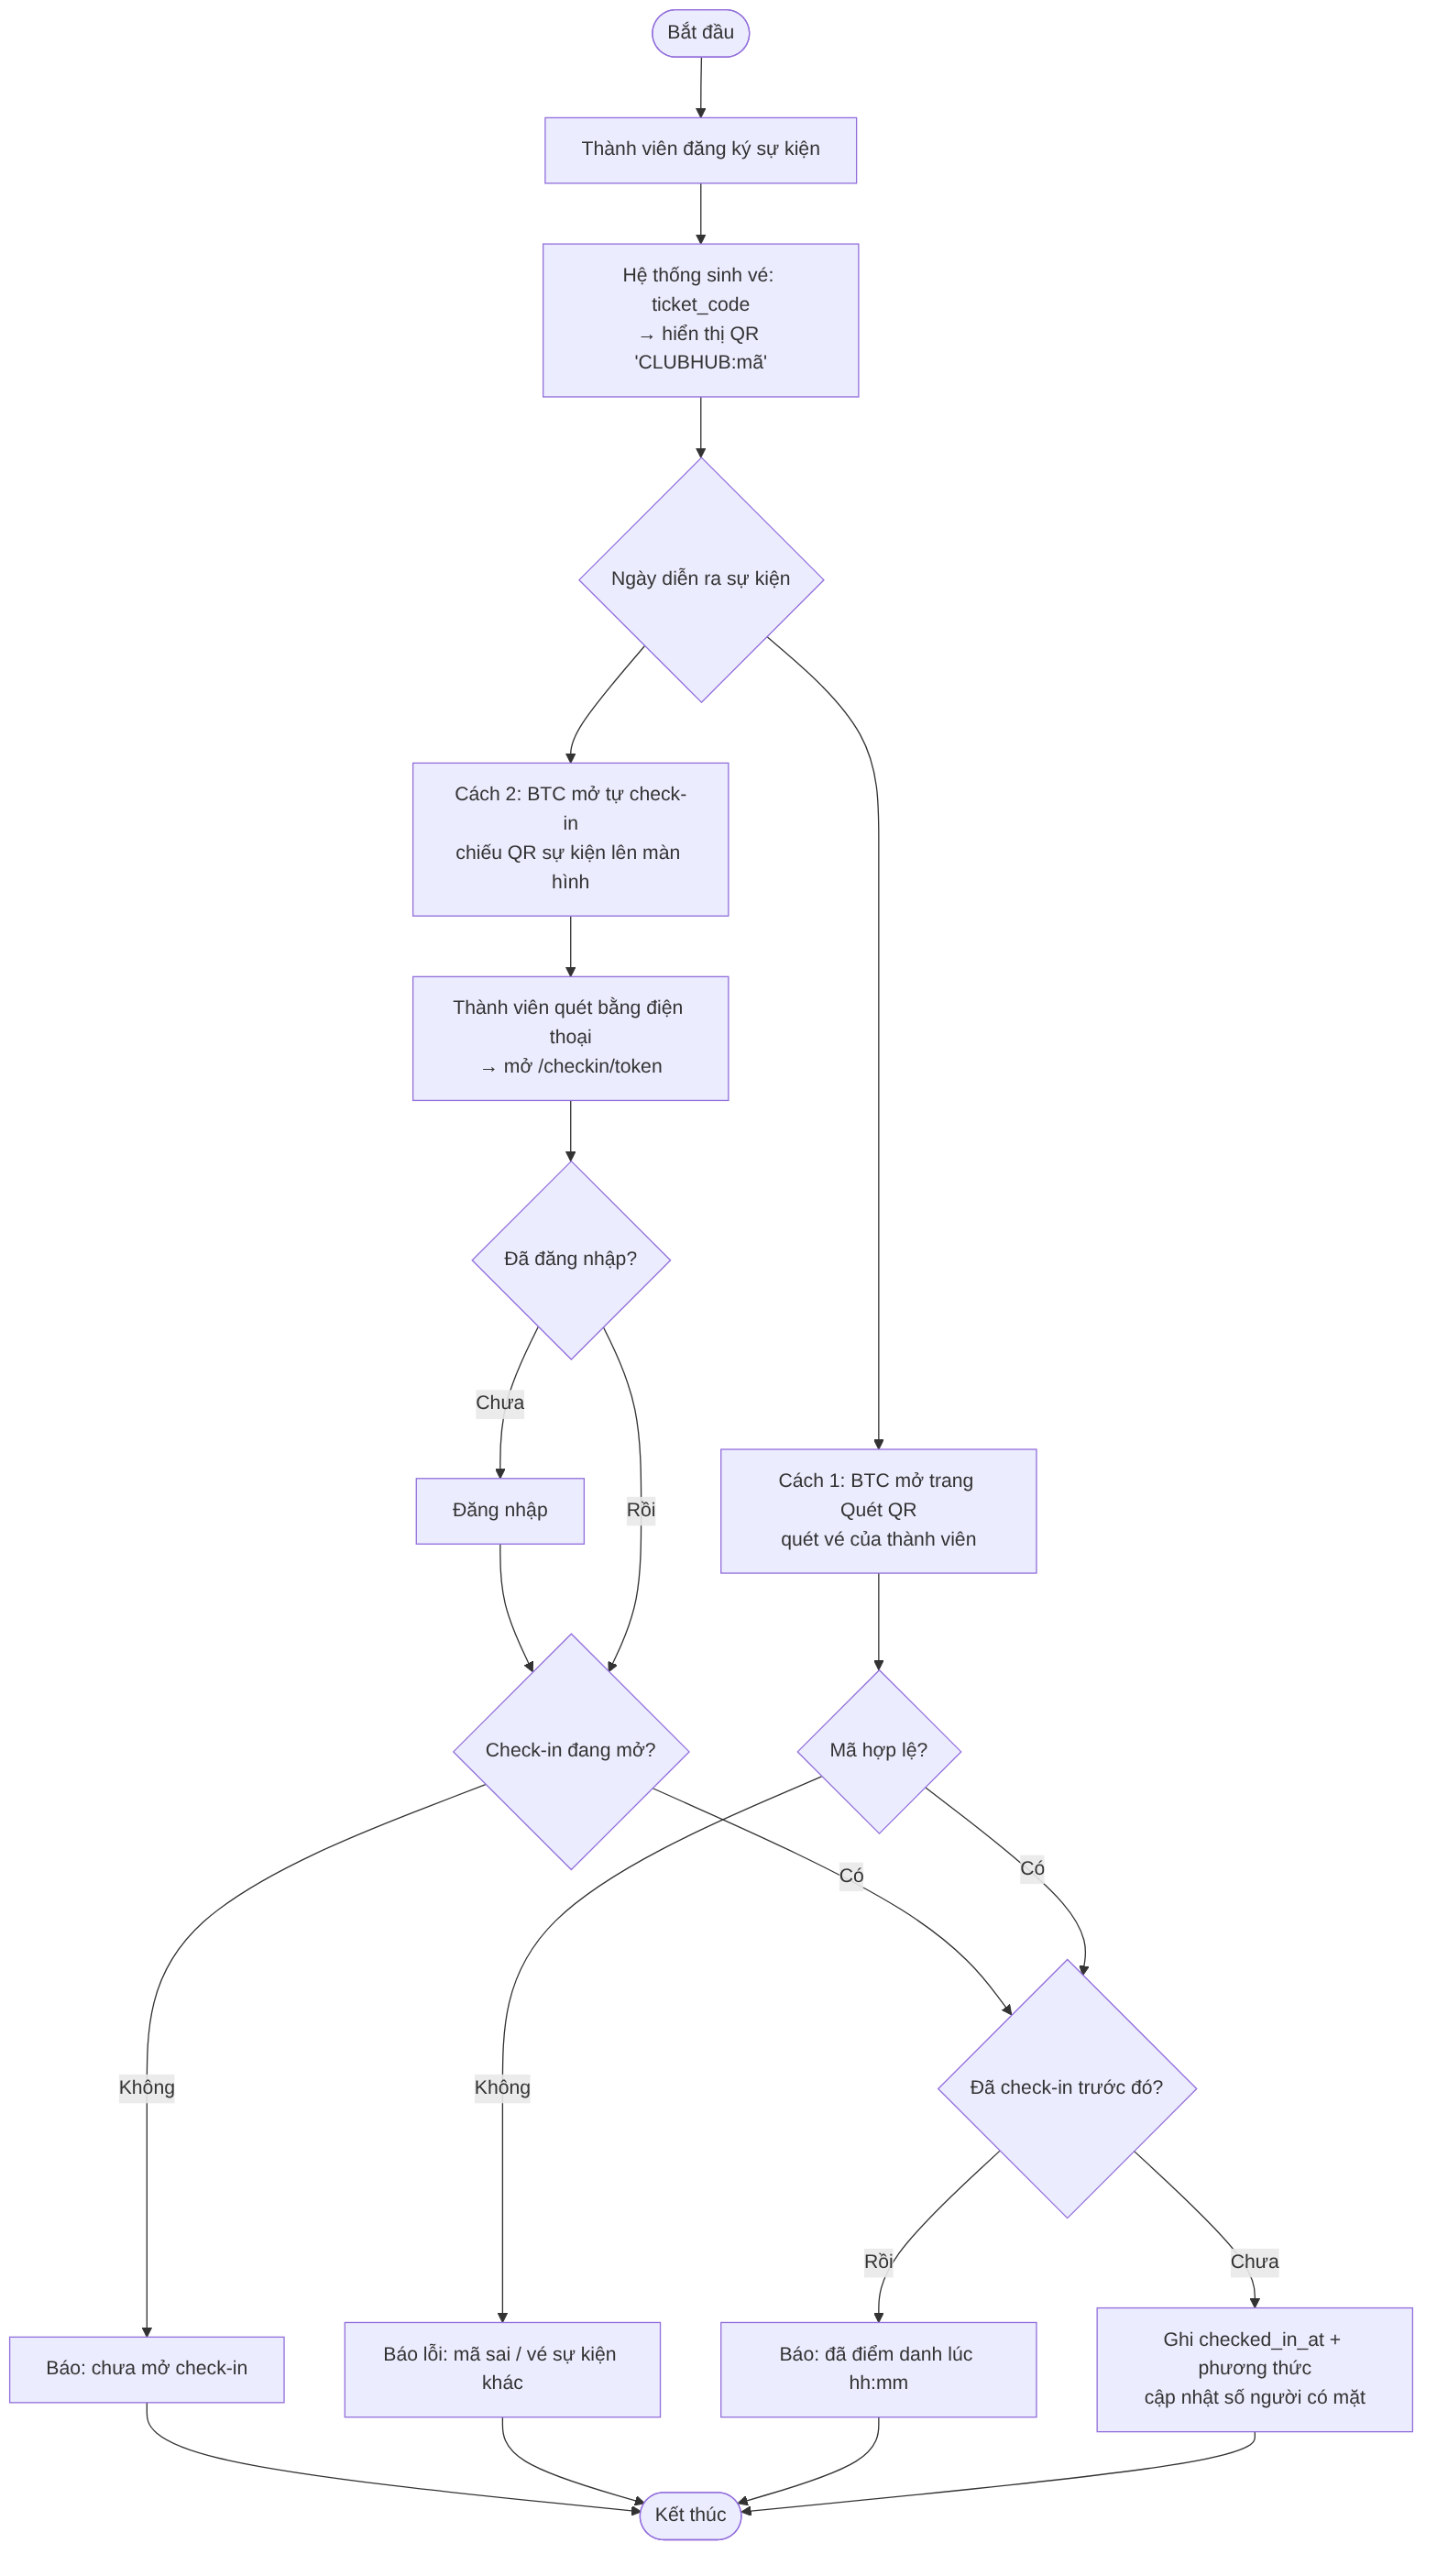 Bắt đầu
Thành viên đăng ký sự kiện
Hệ thống sinh vé:
ticket_code
→ hiển thị QR
'CLUBHUB:mã'
Ngày diễn ra sự kiện
Cách 2: BTC mở tự check-
in
chiếu QR sự kiện lên màn
hình
Thành viên quét bằng điện
thoại
→ mở /checkin/token
Đã đăng nhập?
Chưa
Rồi
Đăng nhập
Cách 1: BTC mở trang
Quét QR
quét vé của thành viên
Check-in đang mở?
Mã hợp lệ?
Có
Có
Không
Không
Đã check-in trước đó?
Rồi
Chưa
Báo: chưa mở check-in
Báo lỗi: mã sai / vé sự kiện
khác
Báo: đã điểm danh lúc
hh:mm
Ghi checked_in_at +
phương thức
cập nhật số người có mặt
Kết thúc